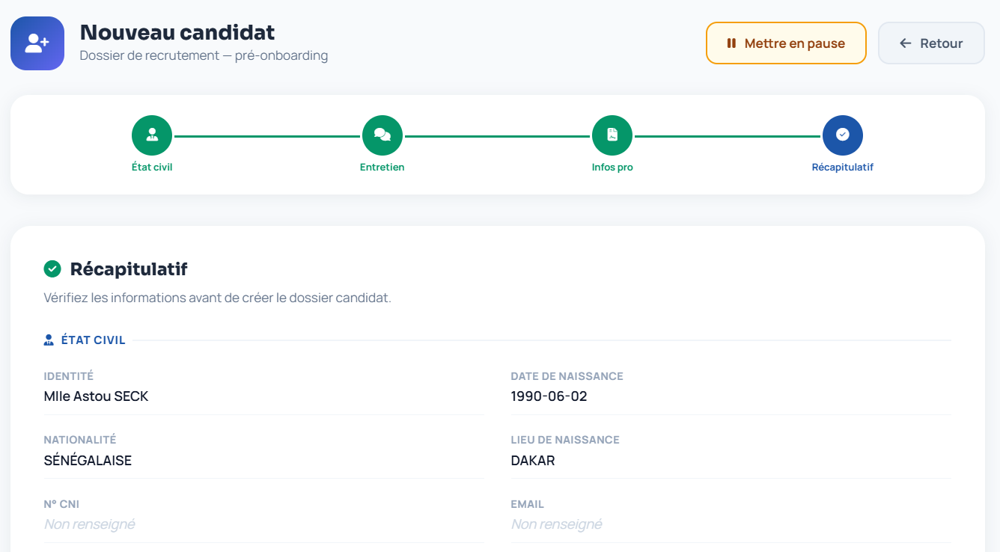 Nouveau candidat
Dossier de recrutement — pré-onboarding
Mettre en pause
Retour
État civil
Entretien
Infos pro
Récapitulatif
Récapitulatif
Vérifiez les informations avant de créer le dossier candidat.
ÉTAT CIVIL
IDENTITÉ
Mlle Astou SECK
DATE DE NAISSANCE
1990-06-02
NATIONALITÉ
SÉNÉGALAISE
LIEU DE NAISSANCE
DAKAR
N° CNI
Non renseigné
EMAIL
Non renseigné